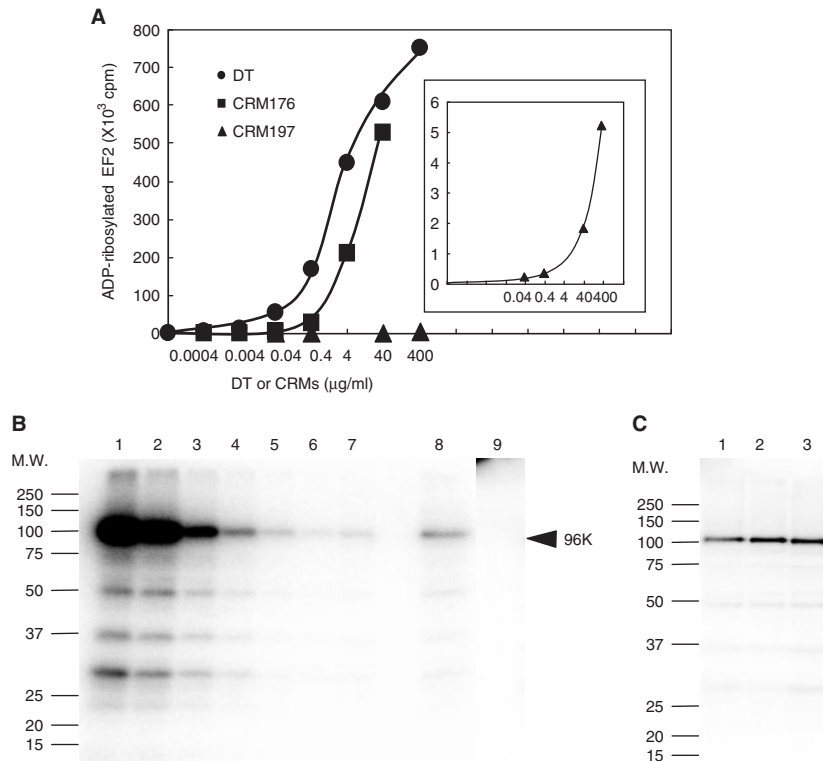 A
800
700
600
500
400
300
200
100
0
ADP-ribosylated EF2 (X10³ cpm)
DT
CRM176
CRM197
6
5
4
3
2
1
0
0.04 0.4 4 40 400
0.0004 0.004 0.04 0.4 4 40 400
DT or CRMs (μg/ml)
B
1 2 3 4 5 6 7 8 9
M.W.
250
150
100
75
50
37
25
20
15
96K
C
1 2 3
M.W.
250
150
100
75
50
37
25
20
15